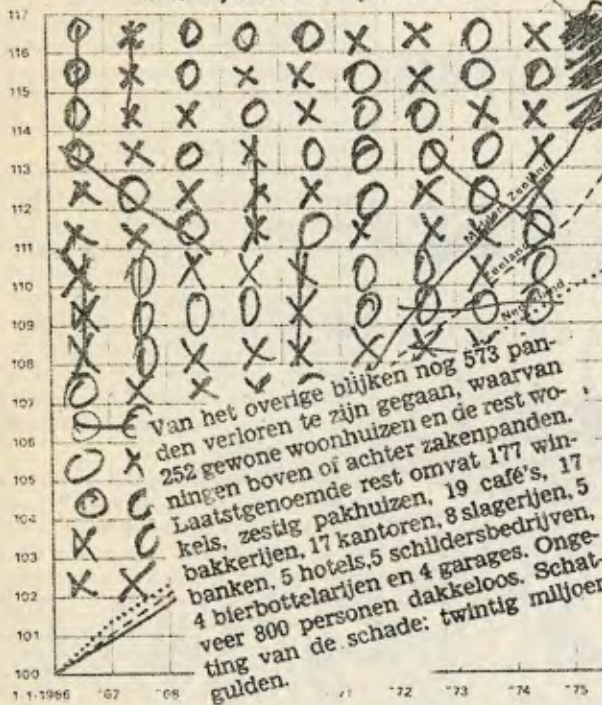 117
116
115
114
113
112
111
110
109
108
107
106
105
104
103
102
101
100
1-1-1966 '67 '68 '71 '72 '73 '74 '75
Midden Zeeland
Zeeland
Nederland
Van het overige blijken nog 573 pan-
den verloren te zijn gegaan, waarvan
252 gewone woonhuizen en de rest wo-
ningen boven of achter zakenpanden.
Laatstgenoemde rest omvat 177 win-
kels, zestig pakhuizen, 19 café's, 17
bakkerijen, 17 kantoren, 8 slagerijen, 5
banken, 5 hotels, 5 schildersbedrijven,
4 bierbottelarijen en 4 garages. Onge-
veer 800 personen dakkeloos. Schat-
ting van de schade: twintig miljoen
gulden.